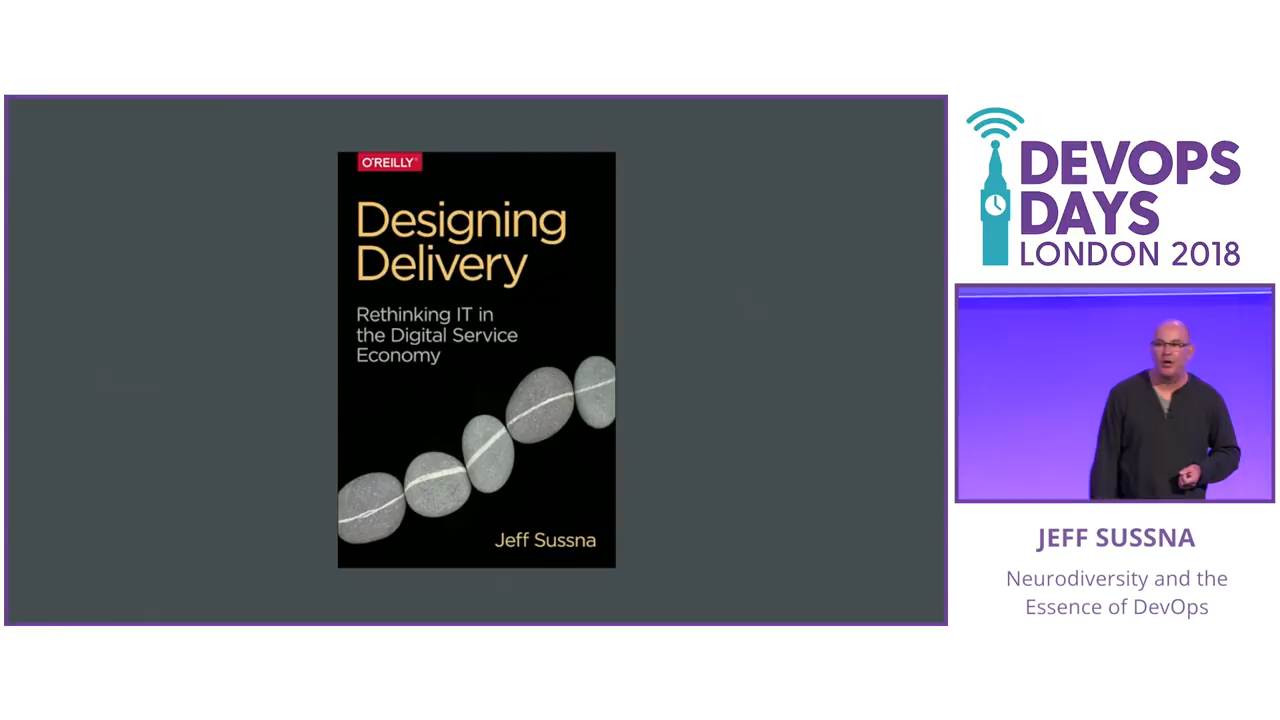 O'REILLY®
Designing
Delivery
Rethinking IT in
the Digital Service
Economy
Jeff Sussna
DEVOPS
DAYS
LONDON 2018
JEFF SUSSNA
Neurodiversity and the
Essence of DevOps